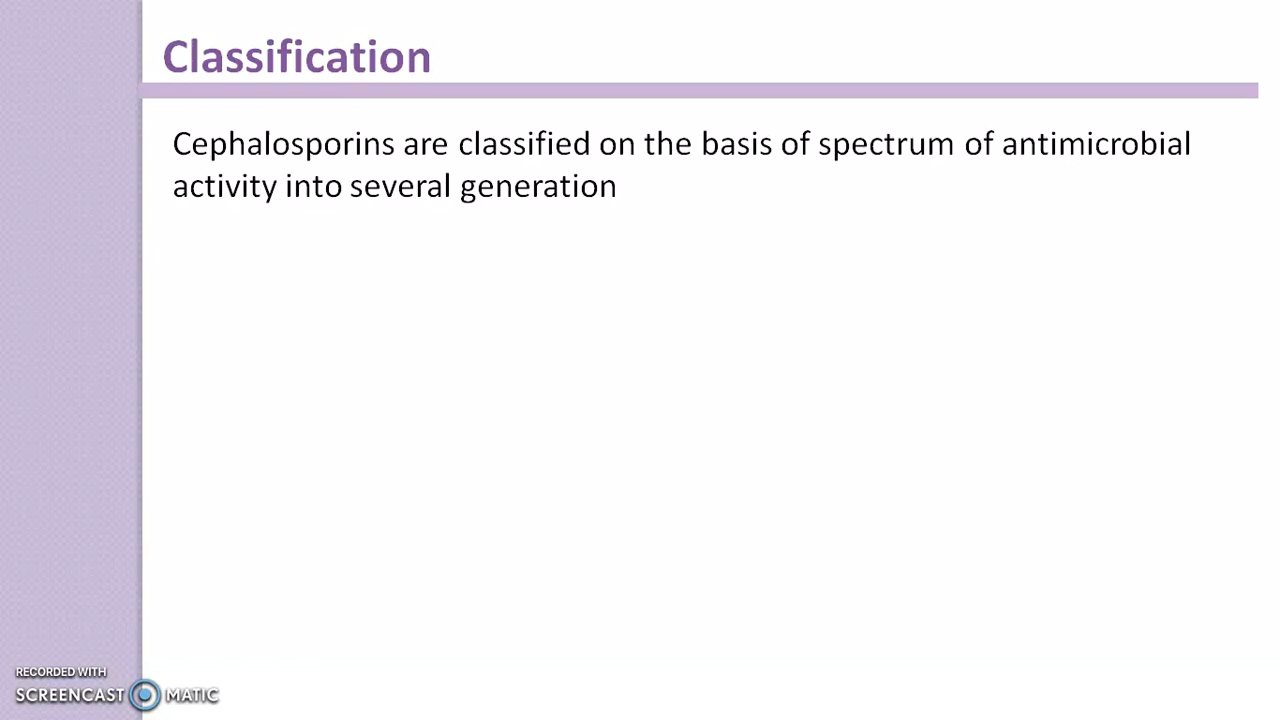 Classification
Cephalosporins are classified on the basis of spectrum of antimicrobial
activity into several generation
RECORDED WITH
SCREENCAST MATIC